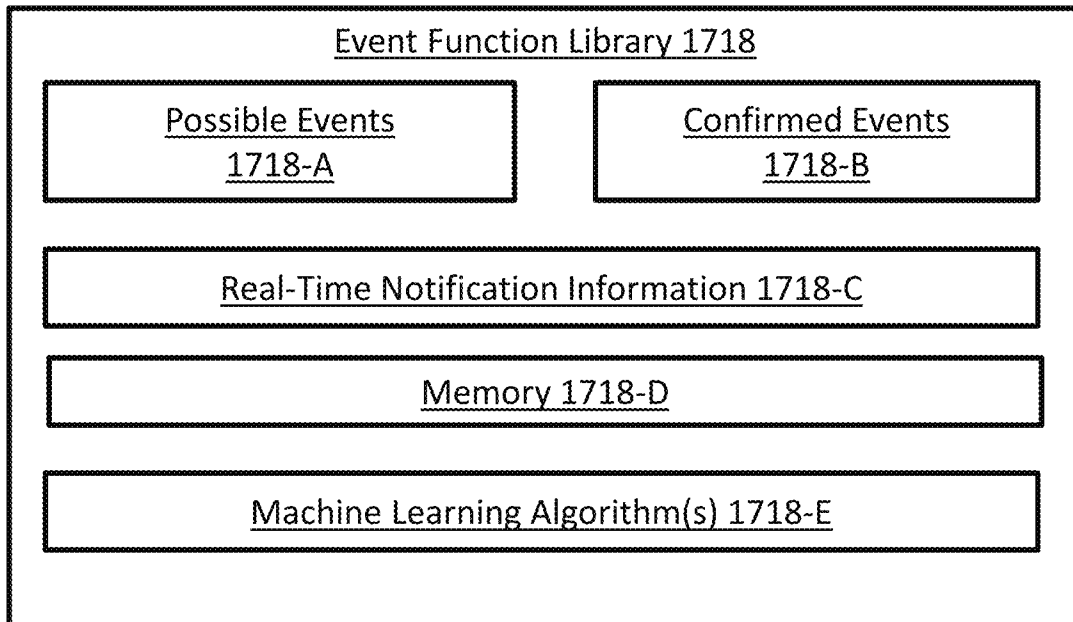 Event Function Library 1718
Possible Events
1718-A
Confirmed Events
1718-B
Real-Time Notification Information 1718-C
Memory 1718-D
Machine Learning Algorithm(s) 1718-E